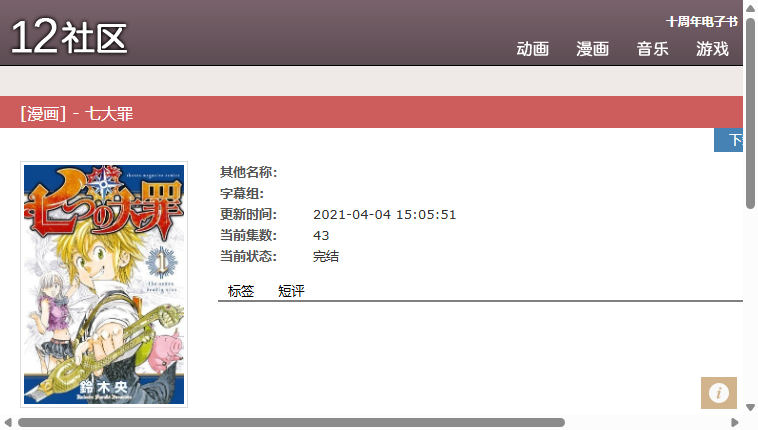 12社区
十周年电子书
动画 漫画 音乐 游戏
[漫画] - 七大罪
下
其他名称:
字幕组:
更新时间: 2021-04-04 15:05:51
当前集数: 43
当前状态: 完结
标签 短评
七つの大罪
1
鈴木央